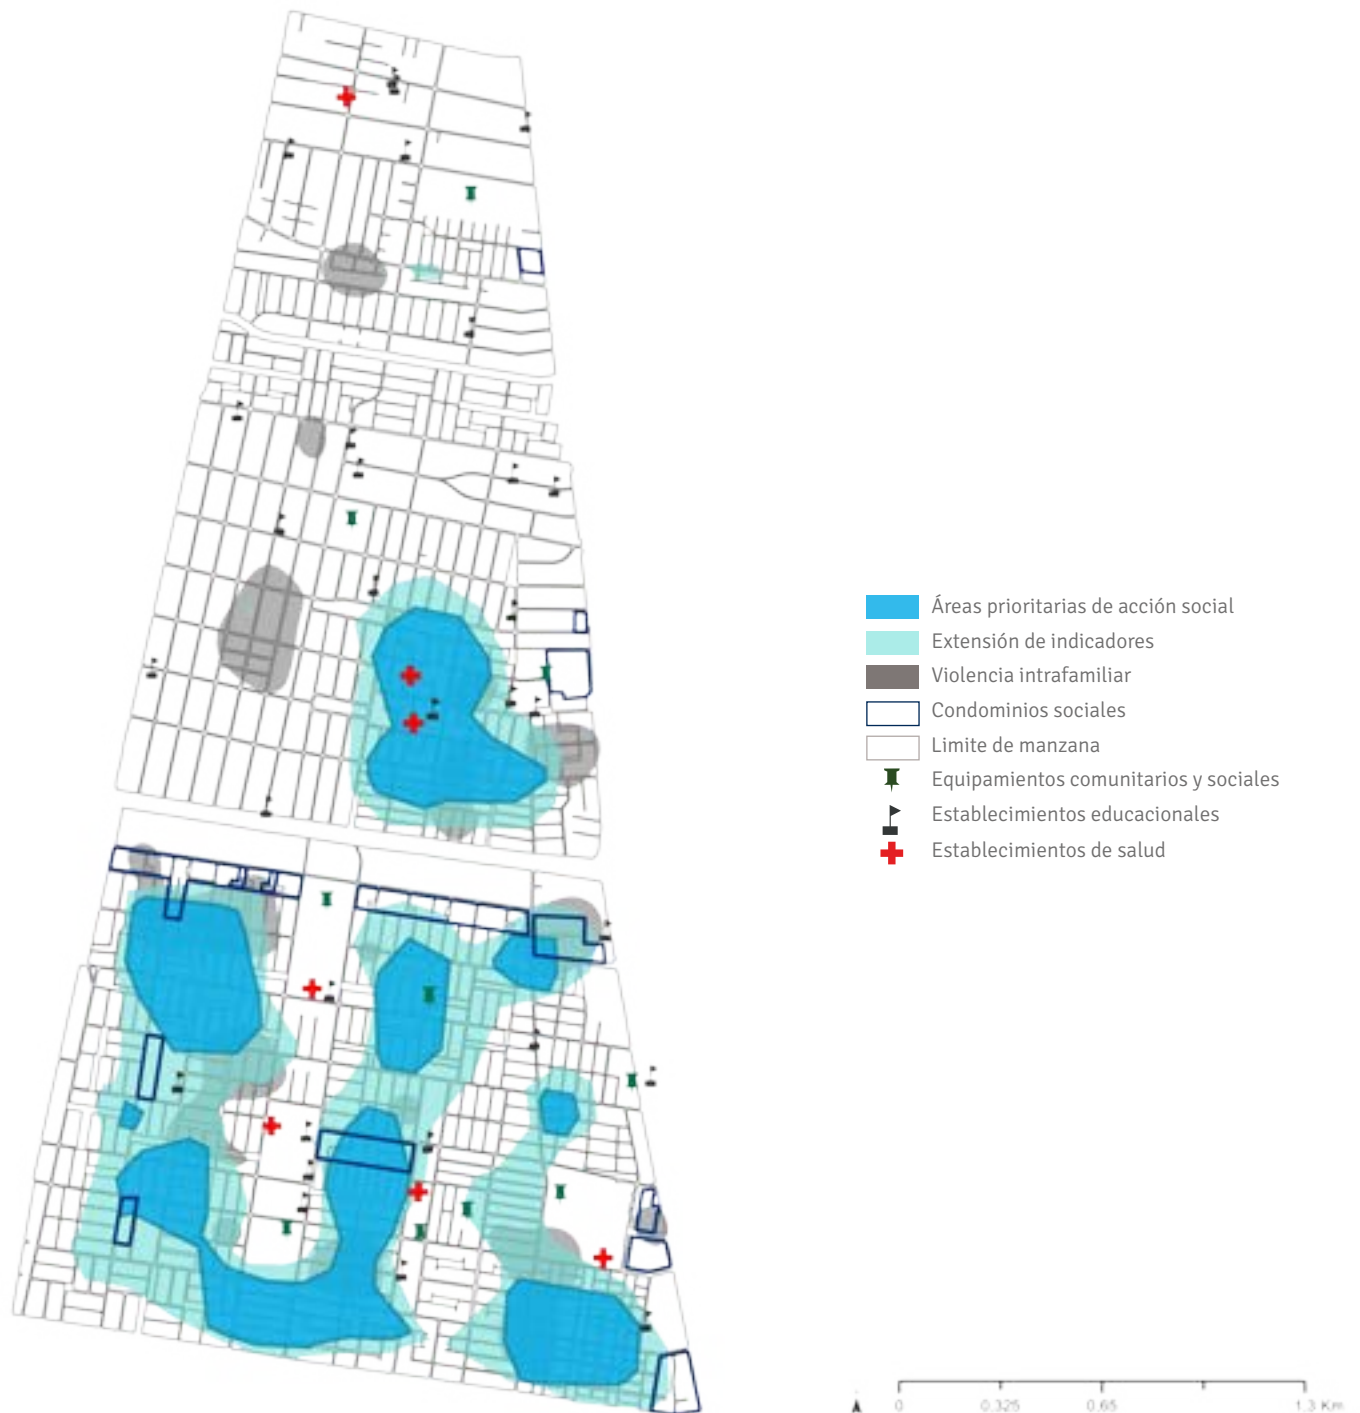 Áreas prioritarias de acción social
Extensión de indicadores
Violencia intrafamiliar
Condominios sociales
Limite de manzana
Equipamientos comunitarios y sociales
Establecimientos educacionales
Establecimientos de salud
0 0.325 0.65 1.3 Km